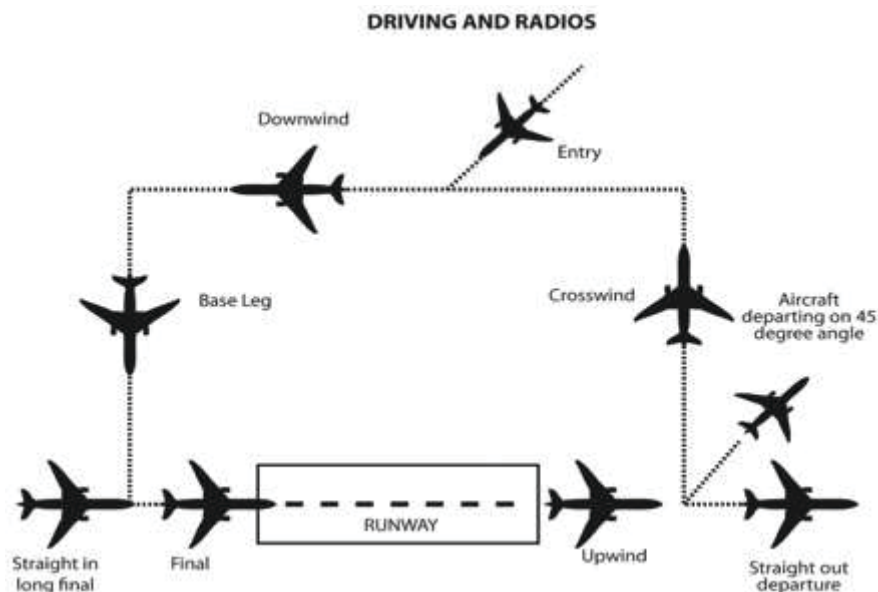 DRIVING AND RADIOS
Downwind
Entry
Base Leg
Crosswind
Aircraft
departing on 45
degree angle
RUNWAY
Straight in
long final
Final
Upwind
Straight out
departure